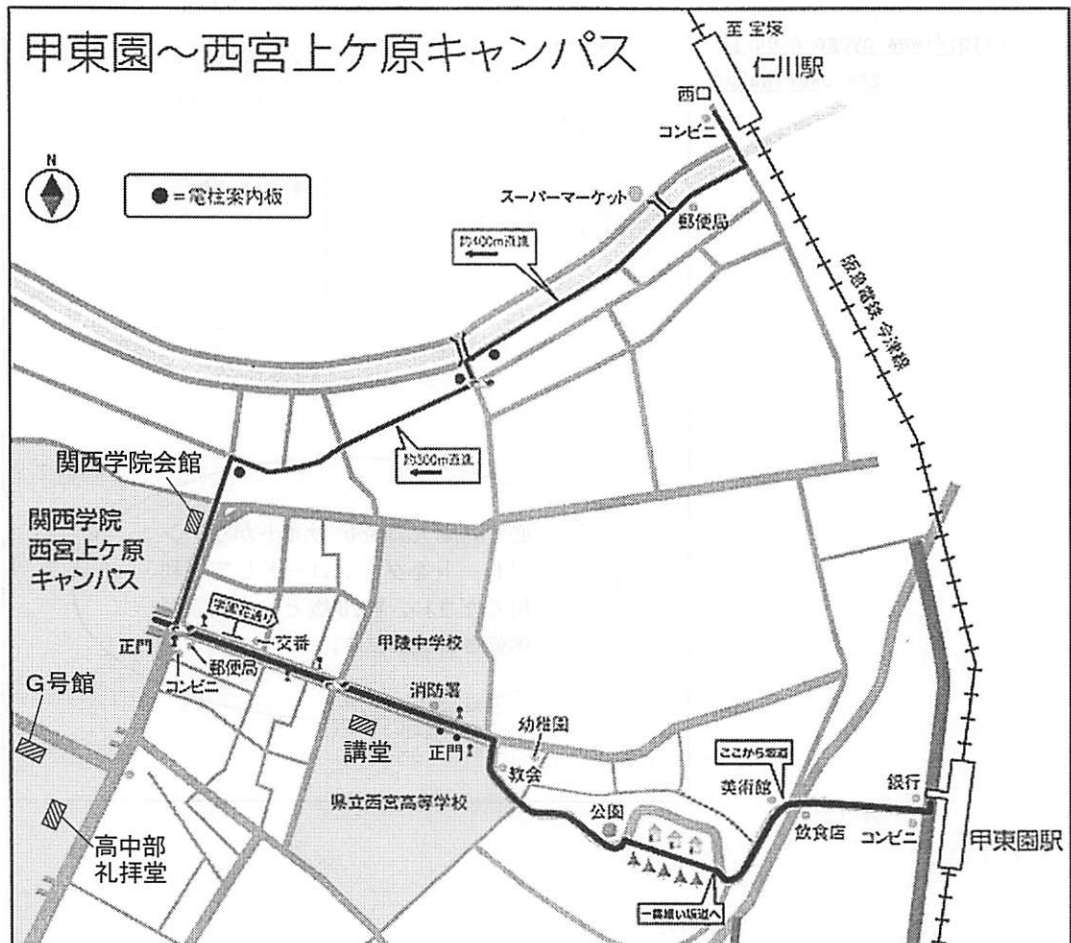 甲東園～西宮上ケ原キャンパス
至 宝塚
仁川駅
西口
コンビニ
N
●=電柱案内板
スーパーマーケット
郵便局
約400m直進
阪急電鉄 今津線
約300m直進
関西学院会館
関西学院
西宮上ケ原
キャンパス
学園花通り
交番
甲陵中学校
正門
郵便局
コンビニ
G号館
消防署
幼稚園
講堂
正門
教会
ここから坂道
美術館
銀行
県立西宮高等学校
公園
飲食店
コンビニ
甲東園駅
高中部
礼拝堂
一番細い坂道へ